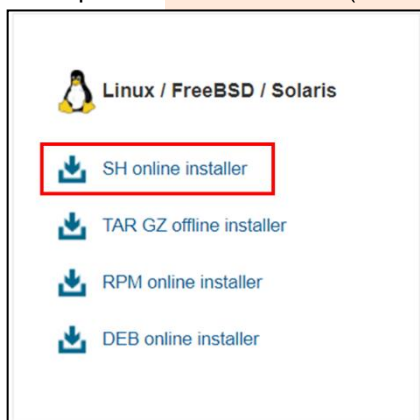 Linux / FreeBSD / Solaris
SH online installer
TAR GZ offline installer
RPM online installer
DEB online installer